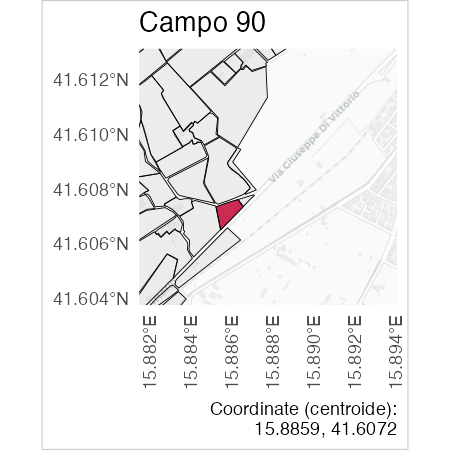 Campo 90
41.612°N
41.610°N
41.608°N
41.606°N
41.604°N
Via Giuseppe Di Vittorio
15.882°E
15.884°E
15.886°E
15.888°E
15.890°E
15.892°E
15.894°E
Coordinate (centroide):
15.8859, 41.6072